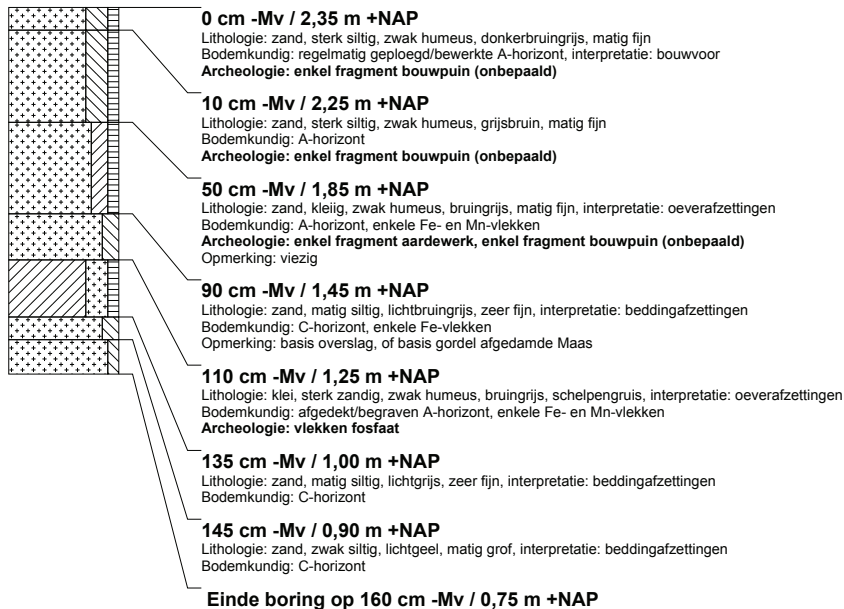 0 cm -Mv / 2,35 m +NAP
Lithologie: zand, sterk siltig, zwak humeus, donkerbruingrijs, matig fijn
Bodemkundig: regelmatig geploegd/bewerkte A-horizont, interpretatie: bouwvoor
Archeologie: enkel fragment bouwpuin (onbepaald)
10 cm -Mv / 2,25 m +NAP
Lithologie: zand, sterk siltig, zwak humeus, grijsbruin, matig fijn
Bodemkundig: A-horizont
Archeologie: enkel fragment bouwpuin (onbepaald)
50 cm -Mv / 1,85 m +NAP
Lithologie: zand, kleiig, zwak humeus, bruingrijs, matig fijn, interpretatie: oeverafzettingen
Bodemkundig: A-horizont, enkele Fe- en Mn-vlekken
Archeologie: enkel fragment aardewerk, enkel fragment bouwpuin (onbepaald)
Opmerking: viezig
90 cm -Mv / 1,45 m +NAP
Lithologie: zand, matig siltig, lichtbruingrijs, zeer fijn, interpretatie: beddingafzettingen
Bodemkundig: C-horizont, enkele Fe-vlekken
Opmerking: basis overslag, of basis gordel afgedamde Maas
110 cm -Mv / 1,25 m +NAP
Lithologie: klei, sterk zandig, zwak humeus, bruingrijs, schelpengruis, interpretatie: oeverafzettingen
Bodemkundig: afgedekt/begraven A-horizont, enkele Fe- en Mn-vlekken
Archeologie: vlekken fosfaat
135 cm -Mv / 1,00 m +NAP
Lithologie: zand, matig siltig, lichtgrijs, zeer fijn, interpretatie: beddingafzettingen
Bodemkundig: C-horizont
145 cm -Mv / 0,90 m +NAP
Lithologie: zand, zwak siltig, lichtgeel, matig grof, interpretatie: beddingafzettingen
Bodemkundig: C-horizont
Einde boring op 160 cm -Mv / 0,75 m +NAP